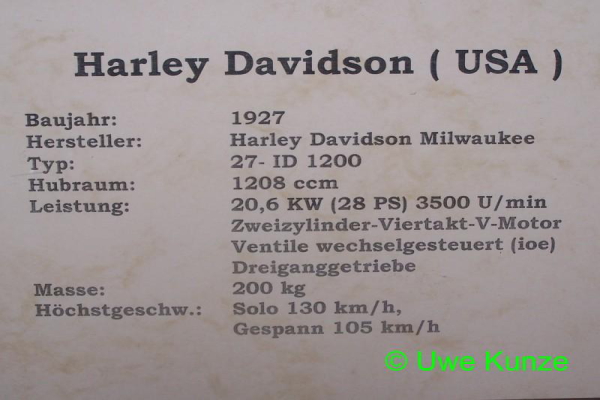 Harley Davidson ( USA )
Baujahr: 1927
Hersteller: Harley Davidson Milwaukee
Typ: 27- ID 1200
Hubraum: 1208 ccm
Leistung: 20,6 KW (28 PS) 3500 U/min
Zweizylinder-Viertakt-V-Motor
Ventile wechselgesteuert (ioe)
Dreiganggetriebe
Masse: 200 kg
Höchstgeschw.: Solo 130 km/h,
Gespann 105 km/h
© Uwe Kunze